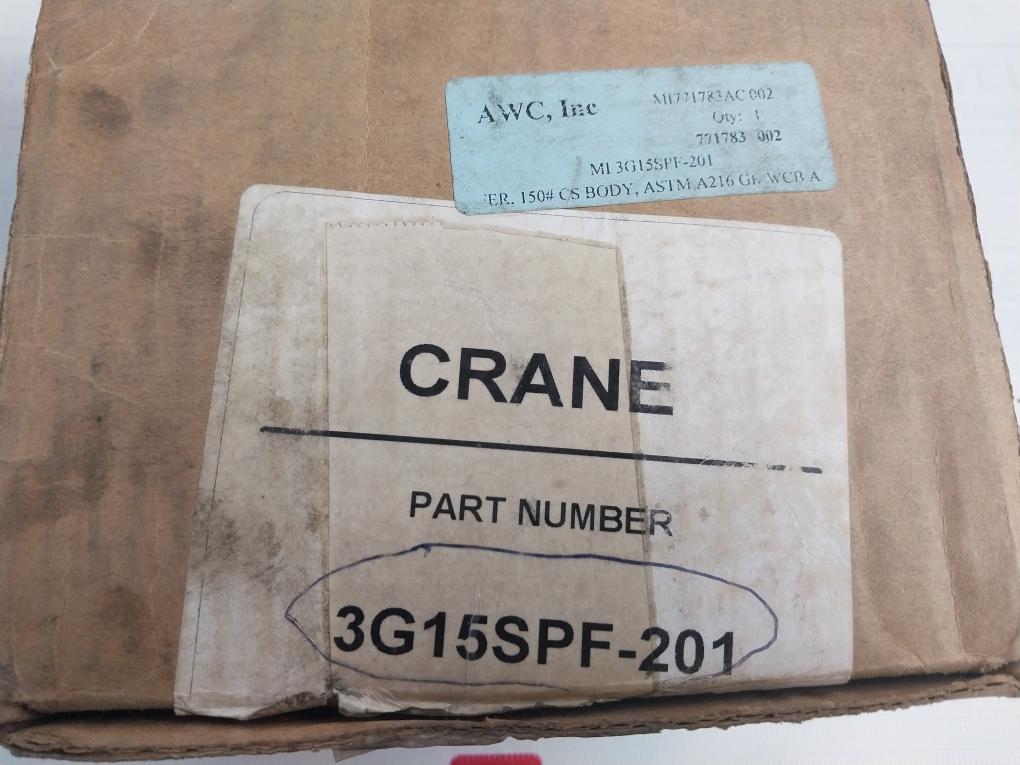 AWC, Inc
MI771783AC 002
Qty: 1
771783 002
MI 3G15SPF-201
ER, 150# CS BODY, ASTM A216 GR WCB A
CRANE
PART NUMBER
3G15SPF-201